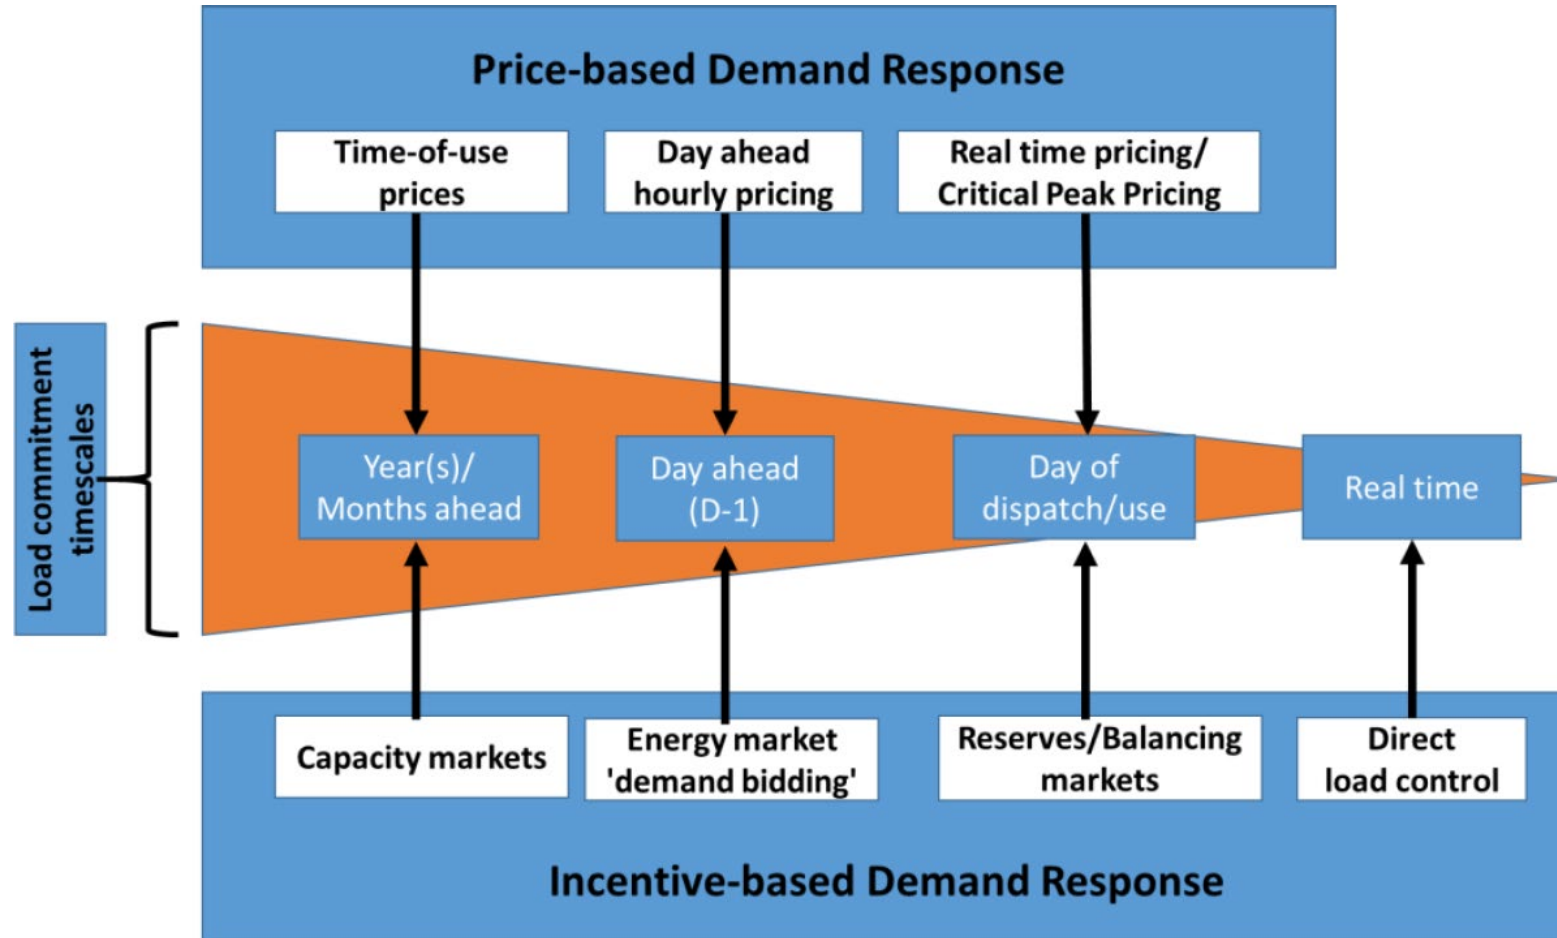 Price-based Demand Response
Time-of-use
prices
Day ahead
hourly pricing
Real time pricing/
Critical Peak Pricing
Load commitment
timescales
Year(s)/
Months ahead
Day ahead
(D-1)
Day of
dispatch/use
Real time
Capacity markets
Energy market
'demand bidding'
Reserves/Balancing
markets
Direct
load control
Incentive-based Demand Response